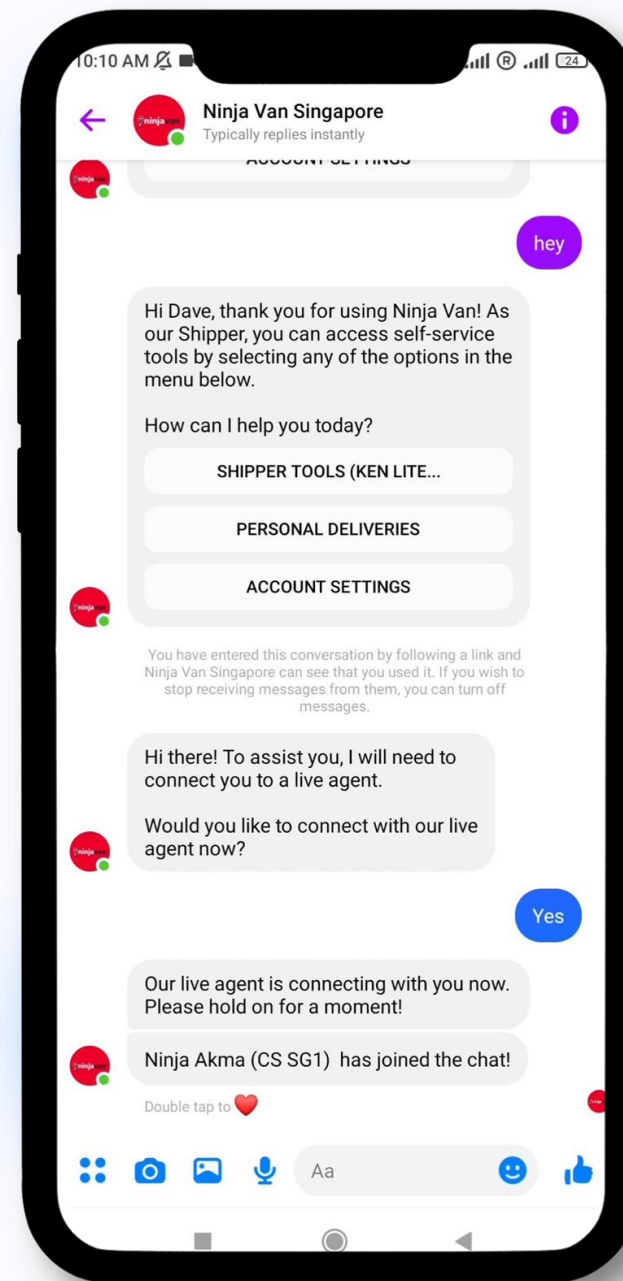 10:10 AM
24
Ninja Van Singapore
Typically replies instantly
ACCOUNT SETTINGS
hey
Hi Dave, thank you for using Ninja Van! As
our Shipper, you can access self-service
tools by selecting any of the options in the
menu below.
How can I help you today?
SHIPPER TOOLS (KEN LITE...
PERSONAL DELIVERIES
ACCOUNT SETTINGS
You have entered this conversation by following a link and
Ninja Van Singapore can see that you used it. If you wish to
stop receiving messages from them, you can turn off
messages.
Hi there! To assist you, I will need to
connect you to a live agent.
Would you like to connect with our live
agent now?
Yes
Our live agent is connecting with you now.
Please hold on for a moment!
Ninja Akma (CS SG1) has joined the chat!
Double tap to
Aa